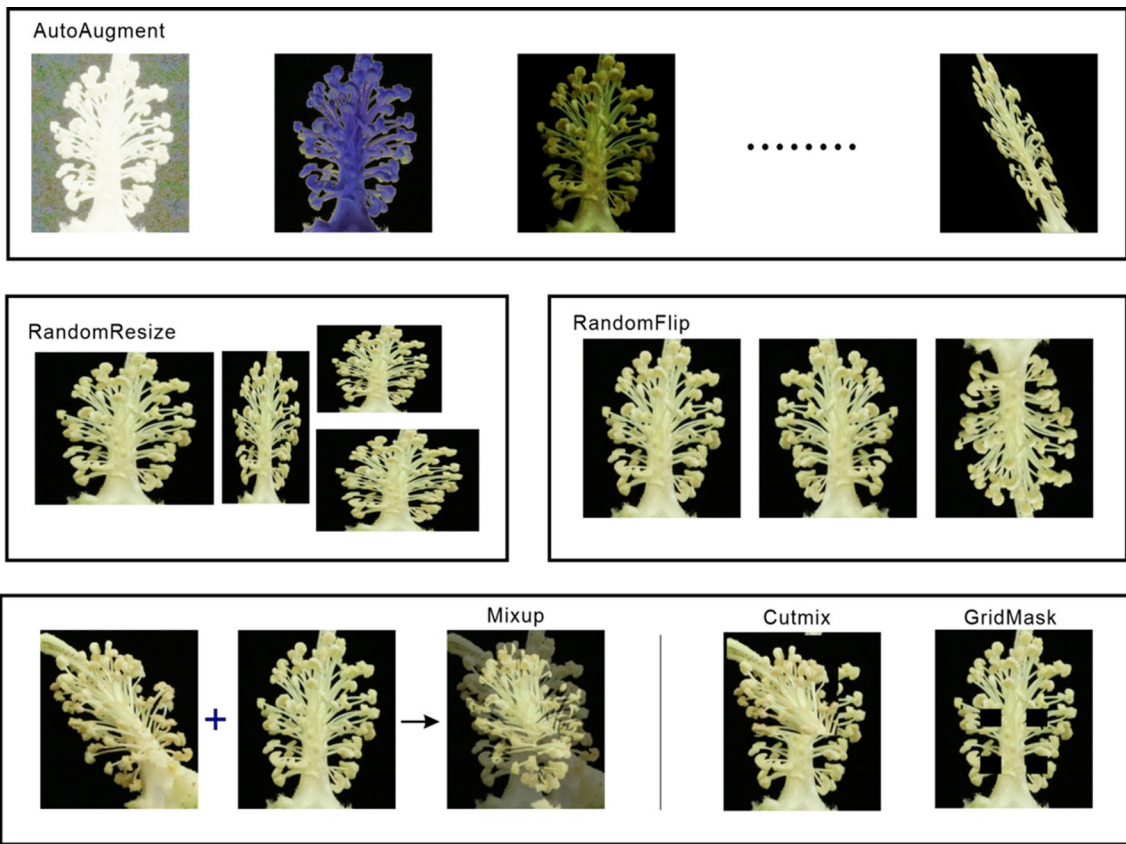 AutoAugment
RandomResize
RandomFlip
Mixup
Cutmix
GridMask
+